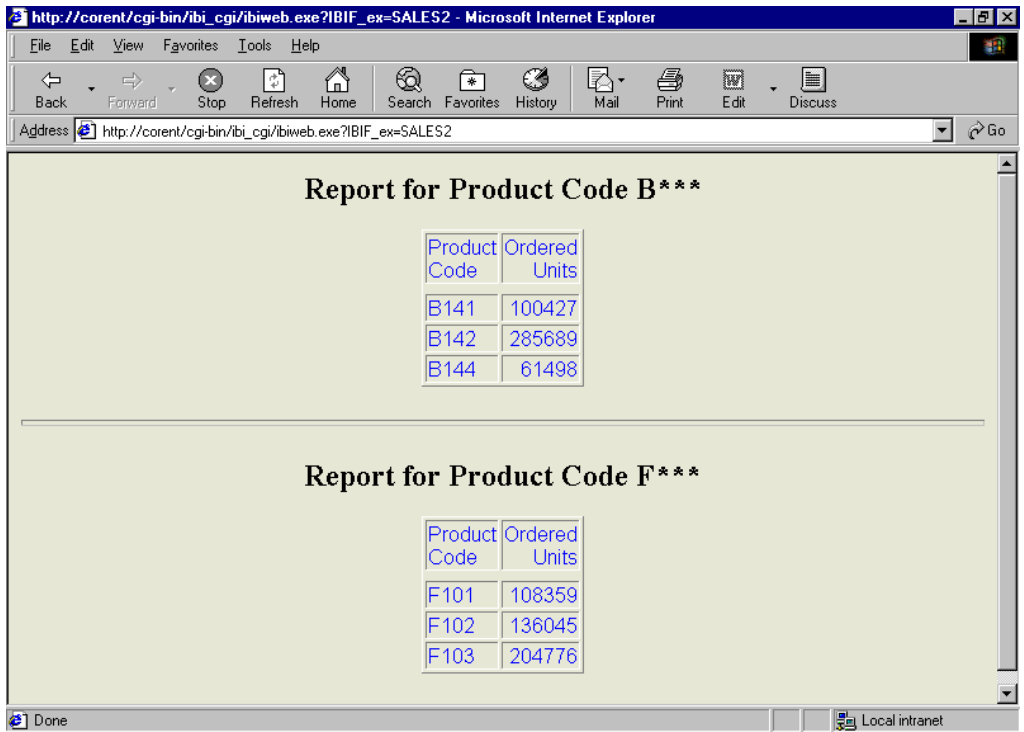 http://corent/cgi-bin/ibi_cgi/ibiweb.exe?IBIF_ex=SALES2 - Microsoft Internet Explorer
File Edit View Favorites Tools Help
Back Forward Stop Refresh Home Search Favorites History Mail Print Edit Discuss
Address http://corent/cgi-bin/ibi_cgi/ibiweb.exe?IBIF_ex=SALES2 Go
Report for Product Code B***
Product Ordered
Code Units
B141 100427
B142 285689
B144 61498
Report for Product Code F***
Product Ordered
Code Units
F101 108359
F102 136045
F103 204776
Done Local intranet